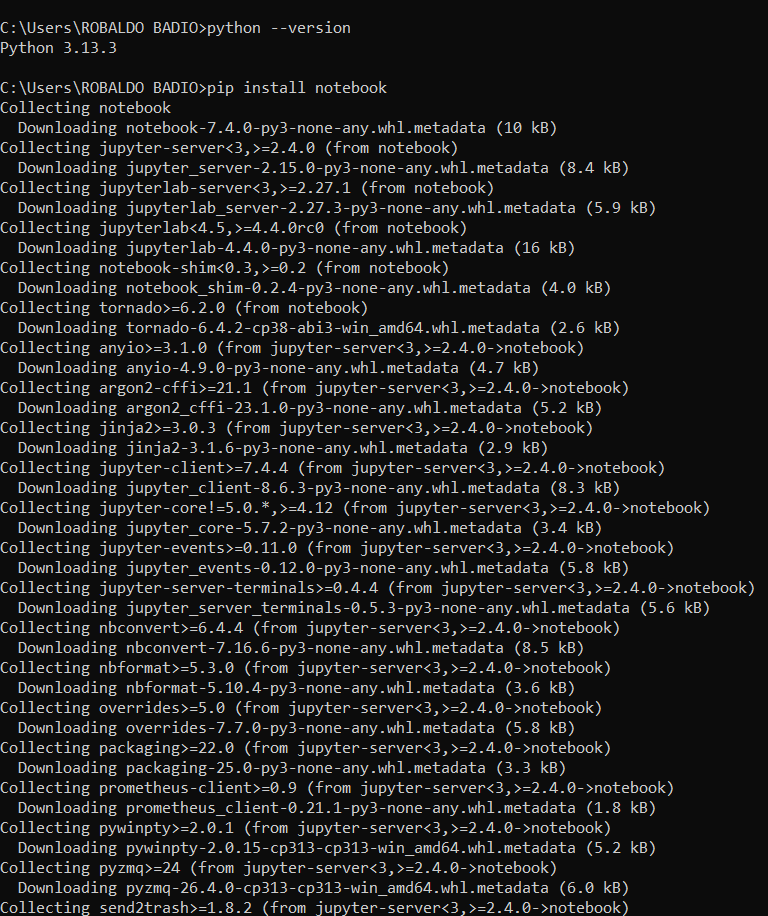 C:\Users\ROBALDO BADIO>python --version
Python 3.13.3
C:\Users\ROBALDO BADIO>pip install notebook
Collecting notebook
  Downloading notebook-7.4.0-py3-none-any.whl.metadata (10 kB)
Collecting jupyter-server<3,>=2.4.0 (from notebook)
  Downloading jupyter_server-2.15.0-py3-none-any.whl.metadata (8.4 kB)
Collecting jupyterlab-server<3,>=2.27.1 (from notebook)
  Downloading jupyterlab_server-2.27.3-py3-none-any.whl.metadata (5.9 kB)
Collecting jupyterlab<4.5,>=4.4.0rc0 (from notebook)
  Downloading jupyterlab-4.4.0-py3-none-any.whl.metadata (16 kB)
Collecting notebook-shim<0.3,>=0.2 (from notebook)
  Downloading notebook_shim-0.2.4-py3-none-any.whl.metadata (4.0 kB)
Collecting tornado>=6.2.0 (from notebook)
  Downloading tornado-6.4.2-cp38-abi3-win_amd64.whl.metadata (2.6 kB)
Collecting anyio>=3.1.0 (from jupyter-server<3,>=2.4.0->notebook)
  Downloading anyio-4.9.0-py3-none-any.whl.metadata (4.7 kB)
Collecting argon2-cffi>=21.1 (from jupyter-server<3,>=2.4.0->notebook)
  Downloading argon2_cffi-23.1.0-py3-none-any.whl.metadata (5.2 kB)
Collecting jinja2>=3.0.3 (from jupyter-server<3,>=2.4.0->notebook)
  Downloading jinja2-3.1.6-py3-none-any.whl.metadata (2.9 kB)
Collecting jupyter-client>=7.4.4 (from jupyter-server<3,>=2.4.0->notebook)
  Downloading jupyter_client-8.6.3-py3-none-any.whl.metadata (8.3 kB)
Collecting jupyter-core!=5.0.*,>=4.12 (from jupyter-server<3,>=2.4.0->notebook)
  Downloading jupyter_core-5.7.2-py3-none-any.whl.metadata (3.4 kB)
Collecting jupyter-events>=0.11.0 (from jupyter-server<3,>=2.4.0->notebook)
  Downloading jupyter_events-0.12.0-py3-none-any.whl.metadata (5.8 kB)
Collecting jupyter-server-terminals>=0.4.4 (from jupyter-server<3,>=2.4.0->notebook)
  Downloading jupyter_server_terminals-0.5.3-py3-none-any.whl.metadata (5.6 kB)
Collecting nbconvert>=6.4.4 (from jupyter-server<3,>=2.4.0->notebook)
  Downloading nbconvert-7.16.6-py3-none-any.whl.metadata (8.5 kB)
Collecting nbformat>=5.3.0 (from jupyter-server<3,>=2.4.0->notebook)
  Downloading nbformat-5.10.4-py3-none-any.whl.metadata (3.6 kB)
Collecting overrides>=5.0 (from jupyter-server<3,>=2.4.0->notebook)
  Downloading overrides-7.7.0-py3-none-any.whl.metadata (5.8 kB)
Collecting packaging>=22.0 (from jupyter-server<3,>=2.4.0->notebook)
  Downloading packaging-25.0-py3-none-any.whl.metadata (3.3 kB)
Collecting prometheus-client>=0.9 (from jupyter-server<3,>=2.4.0->notebook)
  Downloading prometheus_client-0.21.1-py3-none-any.whl.metadata (1.8 kB)
Collecting pywinpty>=2.0.1 (from jupyter-server<3,>=2.4.0->notebook)
  Downloading pywinpty-2.0.15-cp313-cp313-win_amd64.whl.metadata (5.2 kB)
Collecting pyzmq>=24 (from jupyter-server<3,>=2.4.0->notebook)
  Downloading pyzmq-26.4.0-cp313-cp313-win_amd64.whl.metadata (6.0 kB)
Collecting send2trash>=1.8.2 (from jupyter-server<3,>=2.4.0->notebook)